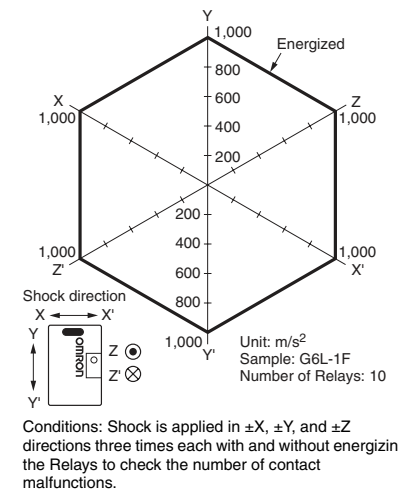 Y
1,000
Energized
800
X
Z
1,000
1,000
600
400
200
200
400
1,000
1,000
Z'
X'
600
Shock direction
800
X X'
Y
1,000
Y'
Unit: m/s²
OMRON
Z
Sample: G6L-1F
Z'
Number of Relays: 10
Y'
Conditions: Shock is applied in ±X, ±Y, and ±Z
directions three times each with and without energizin
the Relays to check the number of contact
malfunctions.